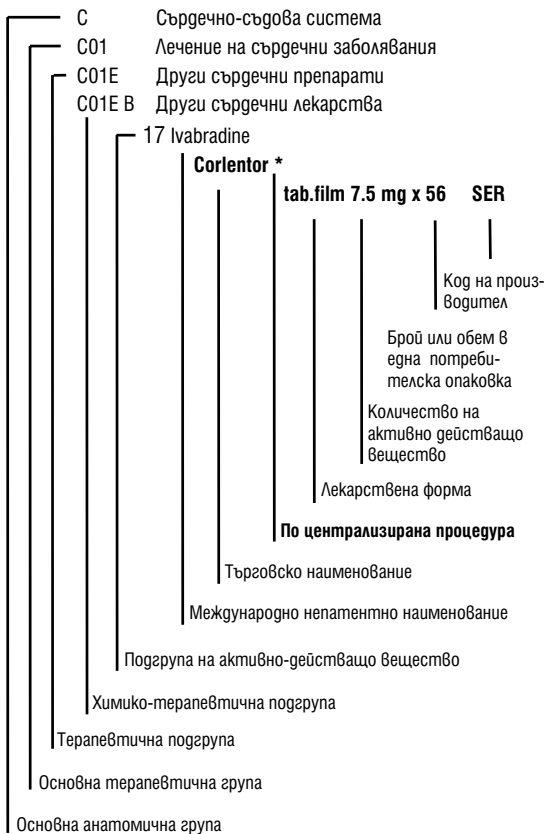 C Сърдечно-съдова система
C01 Лечение на сърдечни заболявания
C01E Други сърдечни препарати
C01E B Други сърдечни лекарства
17 Ivabradine
Corlentor *
tab.film 7.5 mg x 56 SER
Код на произ-
водител
Брой или обем в
една потреби-
телска опаковка
Количество на
активно действащо
вещество
Лекарствена форма
По централизирана процедура
Търговско наименование
Международно непатентно наименование
Подгрупа на активно-действащо вещество
Химико-терапевтична подгрупа
Терапевтична подгрупа
Основна терапевтична група
Основна анатомична група